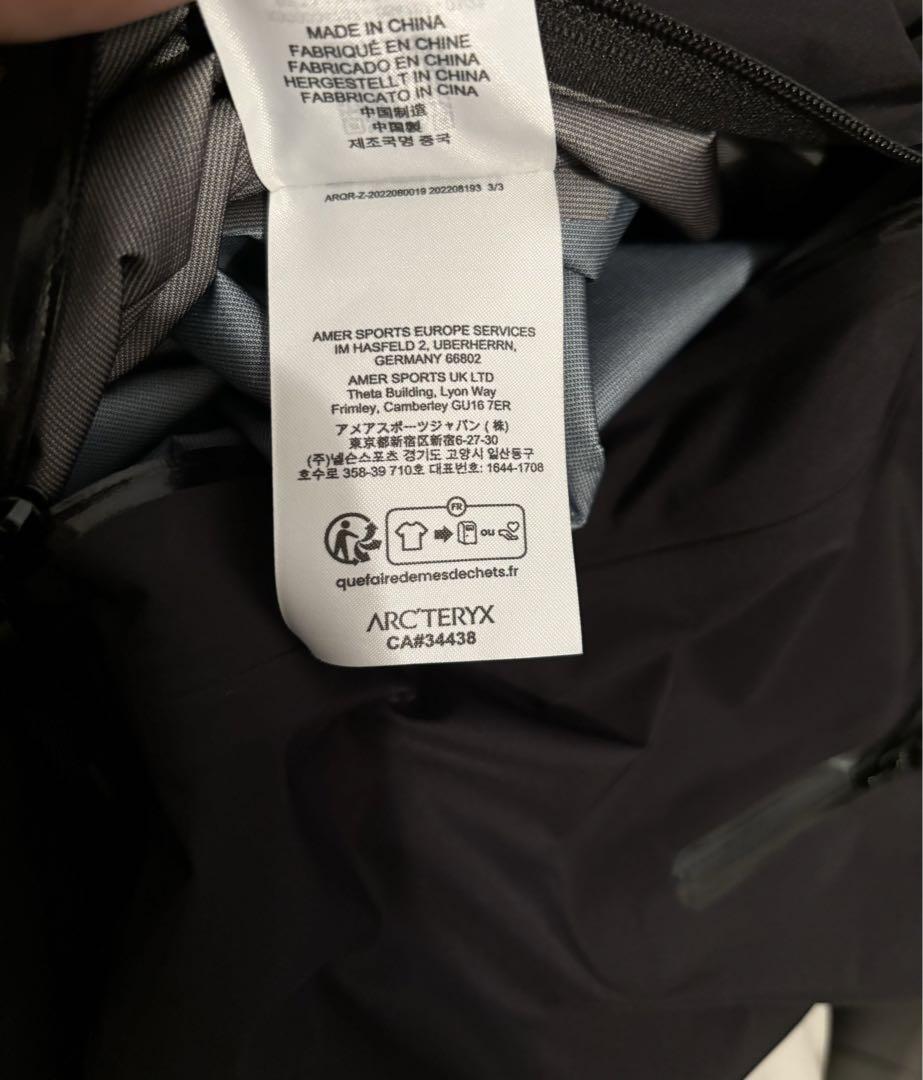 MADE IN CHINA
FABRIQUÉ EN CHINE
FABRICADO EN CHINA
HERGESTELLT IN CHINA
FABBRICATO IN CINA
中国制造
中国製
제조국명 중국
ARQR-Z-2022080019 202208193 3/3
AMER SPORTS EUROPE SERVICES
IM HASFELD 2, UBERHERRN,
GERMANY 66802
AMER SPORTS UK LTD
Theta Building, Lyon Way
Frimley, Camberley GU16 7ER
アメアスポーツジャパン (株)
東京都新宿区新宿6-27-30
(주)넬슨스포츠 경기도 고양시 일산동구
호수로 358-39 710호 대표번호: 1644-1708
FR
ou
quefairedemesdechets.fr
ARC'TERYX
CA#34438